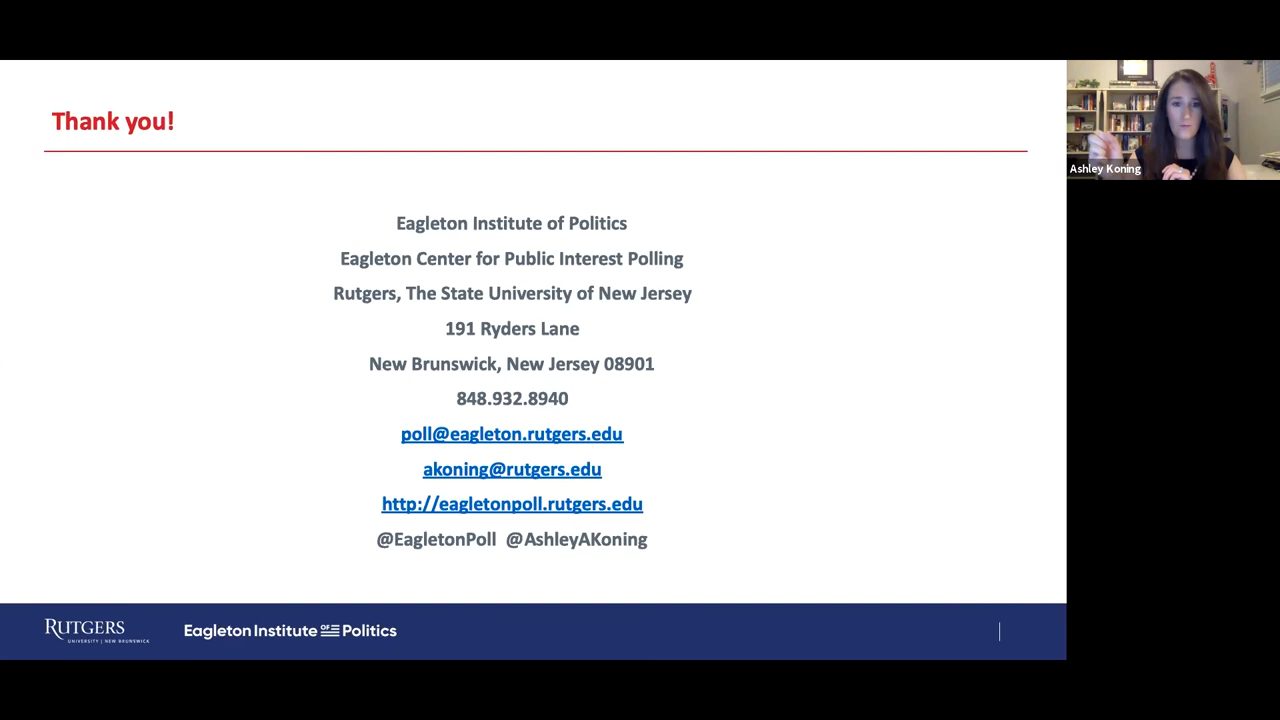 Thank you!
Ashley Koning
Eagleton Institute of Politics
Eagleton Center for Public Interest Polling
Rutgers, The State University of New Jersey
191 Ryders Lane
New Brunswick, New Jersey 08901
848.932.8940
poll@eagleton.rutgers.edu
akoning@rutgers.edu
http://eagletonpoll.rutgers.edu
@EagletonPoll @AshleyAKoning
RUTGERS
UNIVERSITY | NEW BRUNSWICK
Eagleton Institute OF Politics